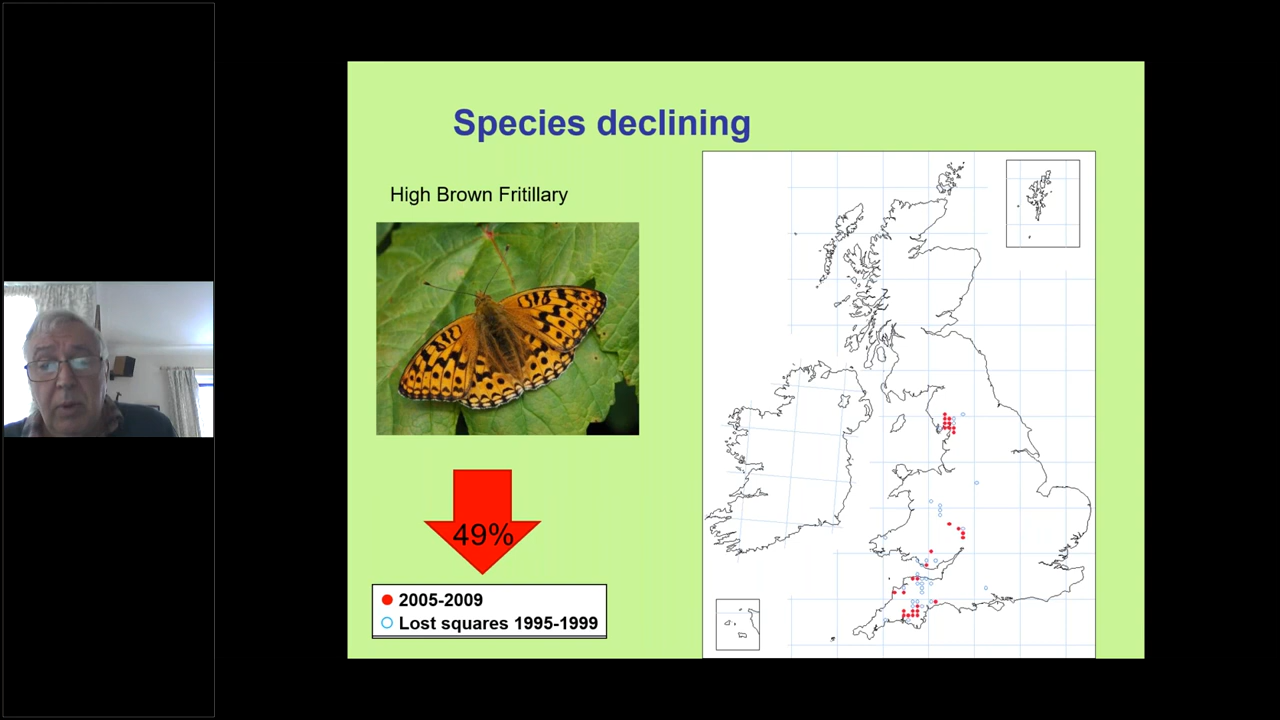 Species declining
High Brown Fritillary
49%
2005-2009
Lost squares 1995-1999